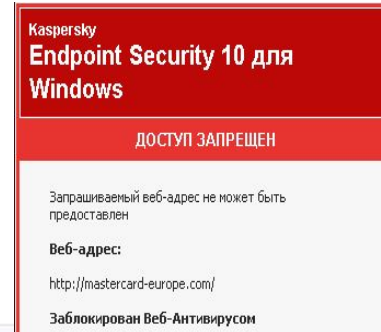 Kaspersky
Endpoint Security 10 для
Windows
ДОСТУП ЗАПРЕЩЕН
Запрашиваемый веб-адрес не может быть
предоставлен
Веб-адрес:
http://mastercard-europe.com/
Заблокирован Веб-Антивирусом